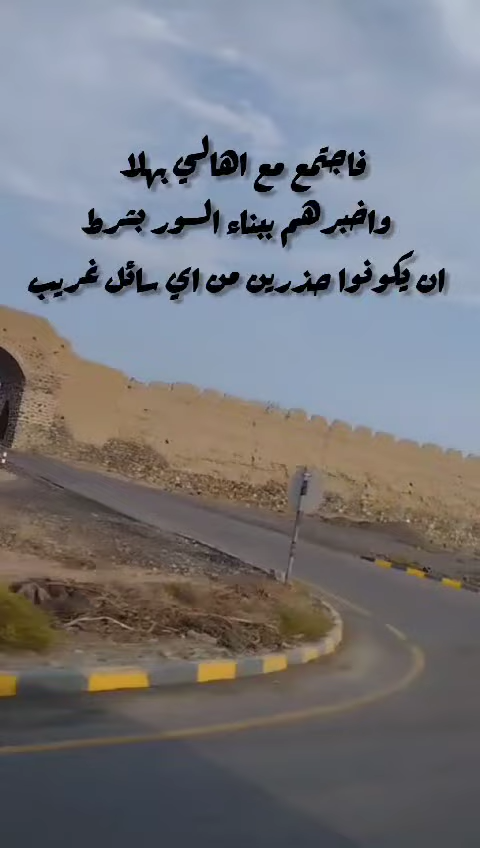 فاجتمع مع اهالي بهلا
واخبرهم ببناء السور بشرط
ان يكونوا حذرين من اي سائل غريب